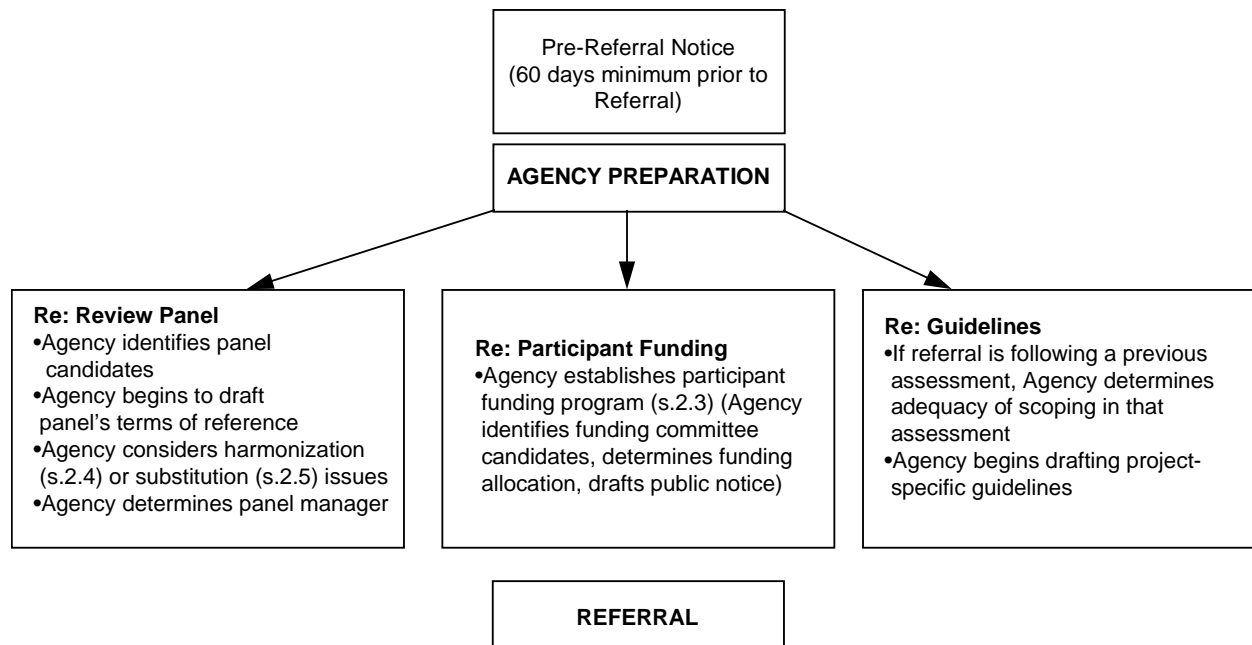 Pre-Referral Notice
(60 days minimum prior to
Referral)
AGENCY PREPARATION
Re: Review Panel
•Agency identifies panel
candidates
•Agency begins to draft
panel’s terms of reference
•Agency considers harmonization
(s.2.4) or substitution (s.2.5) issues
•Agency determines panel manager
Re: Participant Funding
•Agency establishes participant
funding program (s.2.3) (Agency
identifies funding committee
candidates, determines funding
allocation, drafts public notice)
Re: Guidelines
•If referral is following a previous
assessment, Agency determines
adequacy of scoping in that
assessment
•Agency begins drafting project-
specific guidelines
REFERRAL